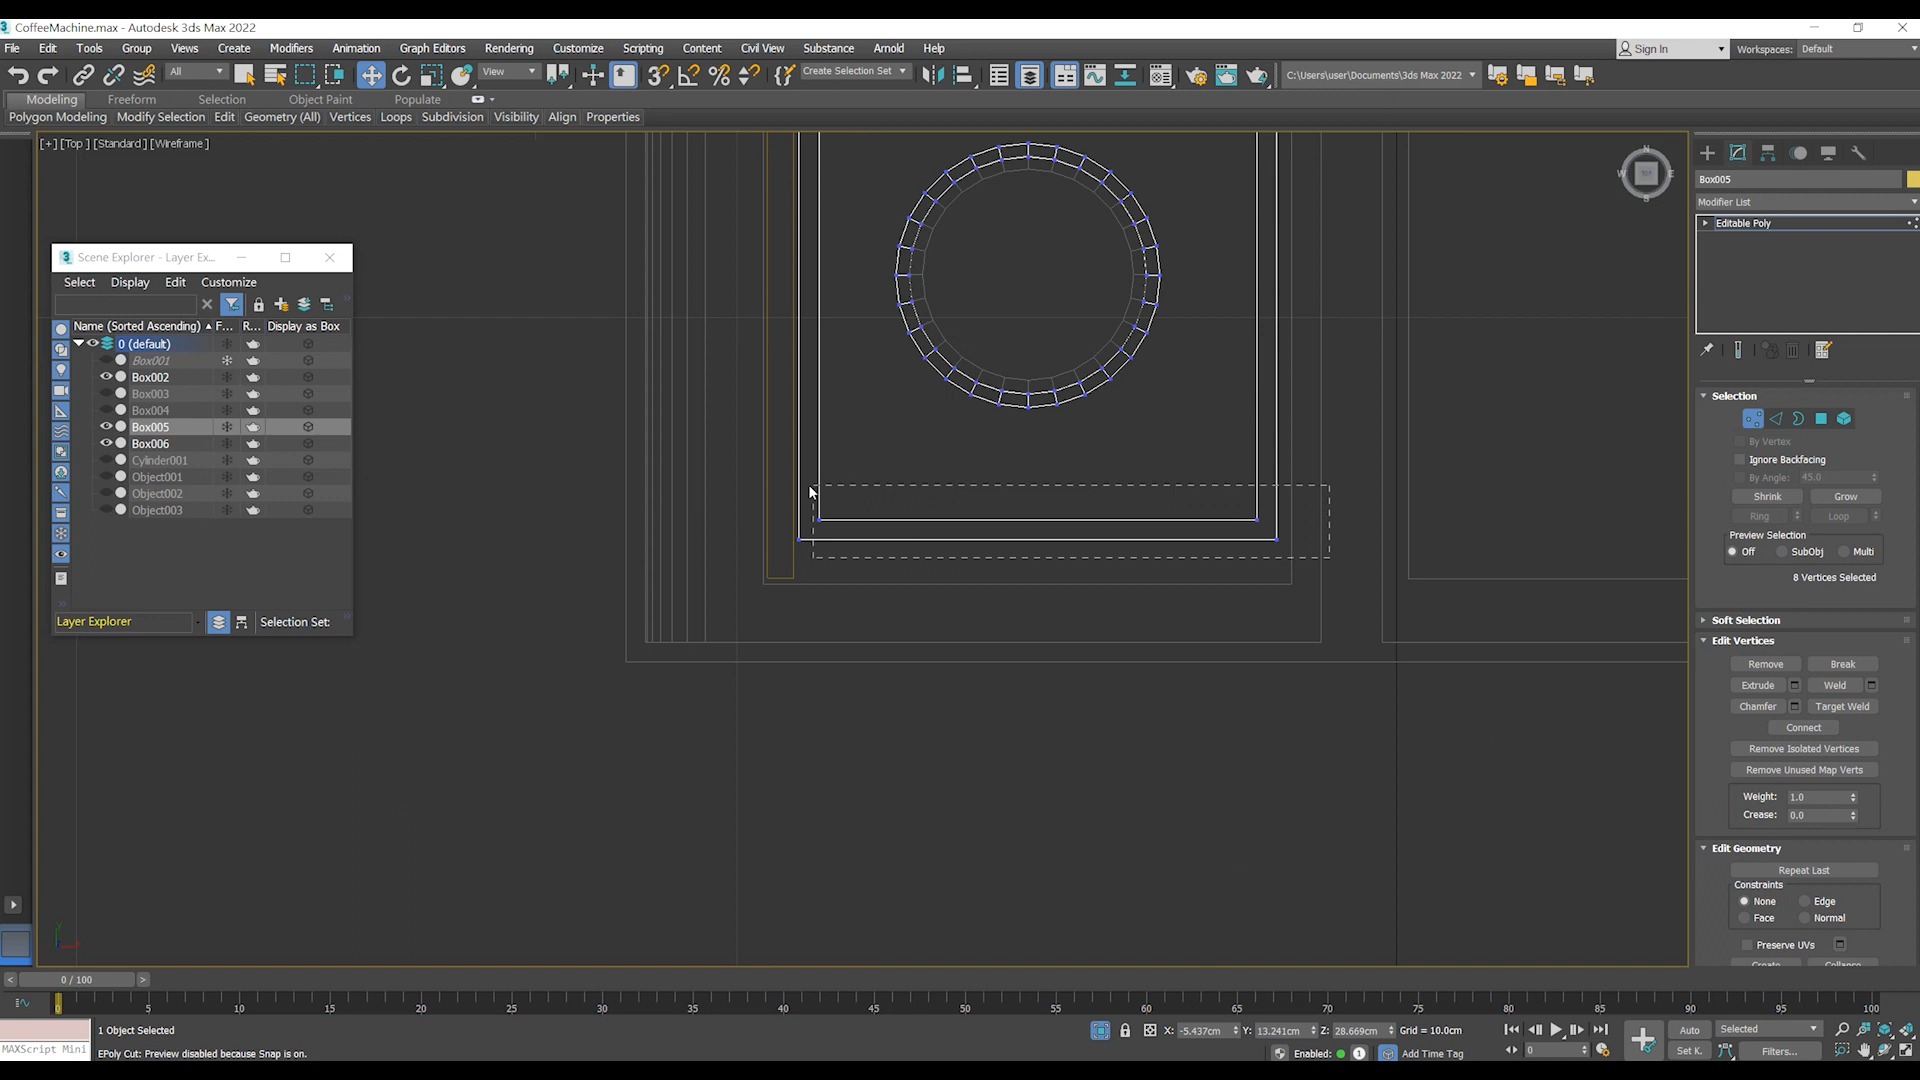 CoffeeMachine.max - Autodesk 3ds Max 2022
File Edit Tools Group Views Create Modifiers Animation Graph Editors Rendering Customize Scripting Content Civil View Substance Arnold Help
Sign In Workspaces: Default
All View Create Selection Set C:\Users\user\Documents\3ds Max 2022
Modeling Freeform Selection Object Paint Populate
Polygon Modeling Modify Selection Edit Geometry (All) Vertices Loops Subdivision Visibility Align Properties
[+] [Top ] [Standard ] [Wireframe ]
N
W E
S
TOP
Box005
Modifier List
Editable Poly
Scene Explorer - Layer Ex...
Select Display Edit Customize
Name (Sorted Ascending) F... R... Display as Box
0 (default)
Box001
Box002
Box003
Box004
Box005
Box006
Cylinder001
Object001
Object002
Object003
Layer Explorer Selection Set:
Selection
By Vertex
Ignore Backfacing
By Angle: 45.0
Shrink Grow
Ring Loop
Preview Selection
Off SubObj Multi
8 Vertices Selected
Soft Selection
Edit Vertices
Remove Break
Extrude Weld
Chamfer Target Weld
Connect
Remove Isolated Vertices
Remove Unused Map Verts
Weight: 1.0
Crease: 0.0
Edit Geometry
Repeat Last
Constraints
None Edge
Face Normal
Preserve UVs
Create Collapse
0 / 100
0 5 10 15 20 25 30 35 40 45 50 55 60 65 70 75 80 85 90 95 100
1 Object Selected X: -5.437cm Y: 13.241cm Z: 28.669cm Grid = 10.0cm Auto Selected
MAXScript Mini EPoly Cut: Preview disabled because Snap is on. Enabled: 1 Add Time Tag 0 Set K. Filters...